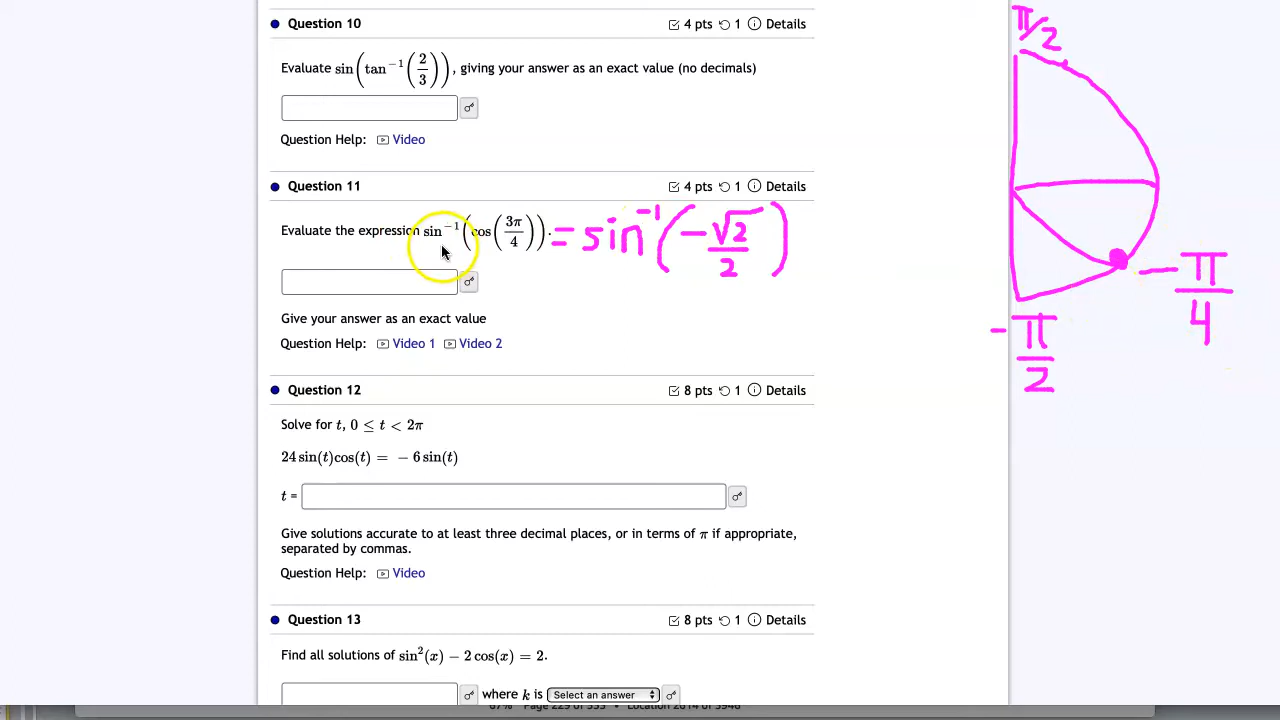 Question 10 4 pts 1 Details
Evaluate sin(tan⁻¹(2/3)), giving your answer as an exact value (no decimals)
Question Help: Video
Question 11 4 pts 1 Details
Evaluate the expression sin⁻¹(cos(3π/4)). = sin⁻¹(-√2/2)
Give your answer as an exact value
Question Help: Video 1 Video 2
Question 12 8 pts 1 Details
Solve for t, 0 ≤ t < 2π
24 sin(t)cos(t) = − 6 sin(t)
t =
Give solutions accurate to at least three decimal places, or in terms of π if appropriate,
separated by commas.
Question Help: Video
Question 13 8 pts 1 Details
Find all solutions of sin²(x) − 2 cos(x) = 2.
where k is Select an answer
π/2
-π/4
-π/2